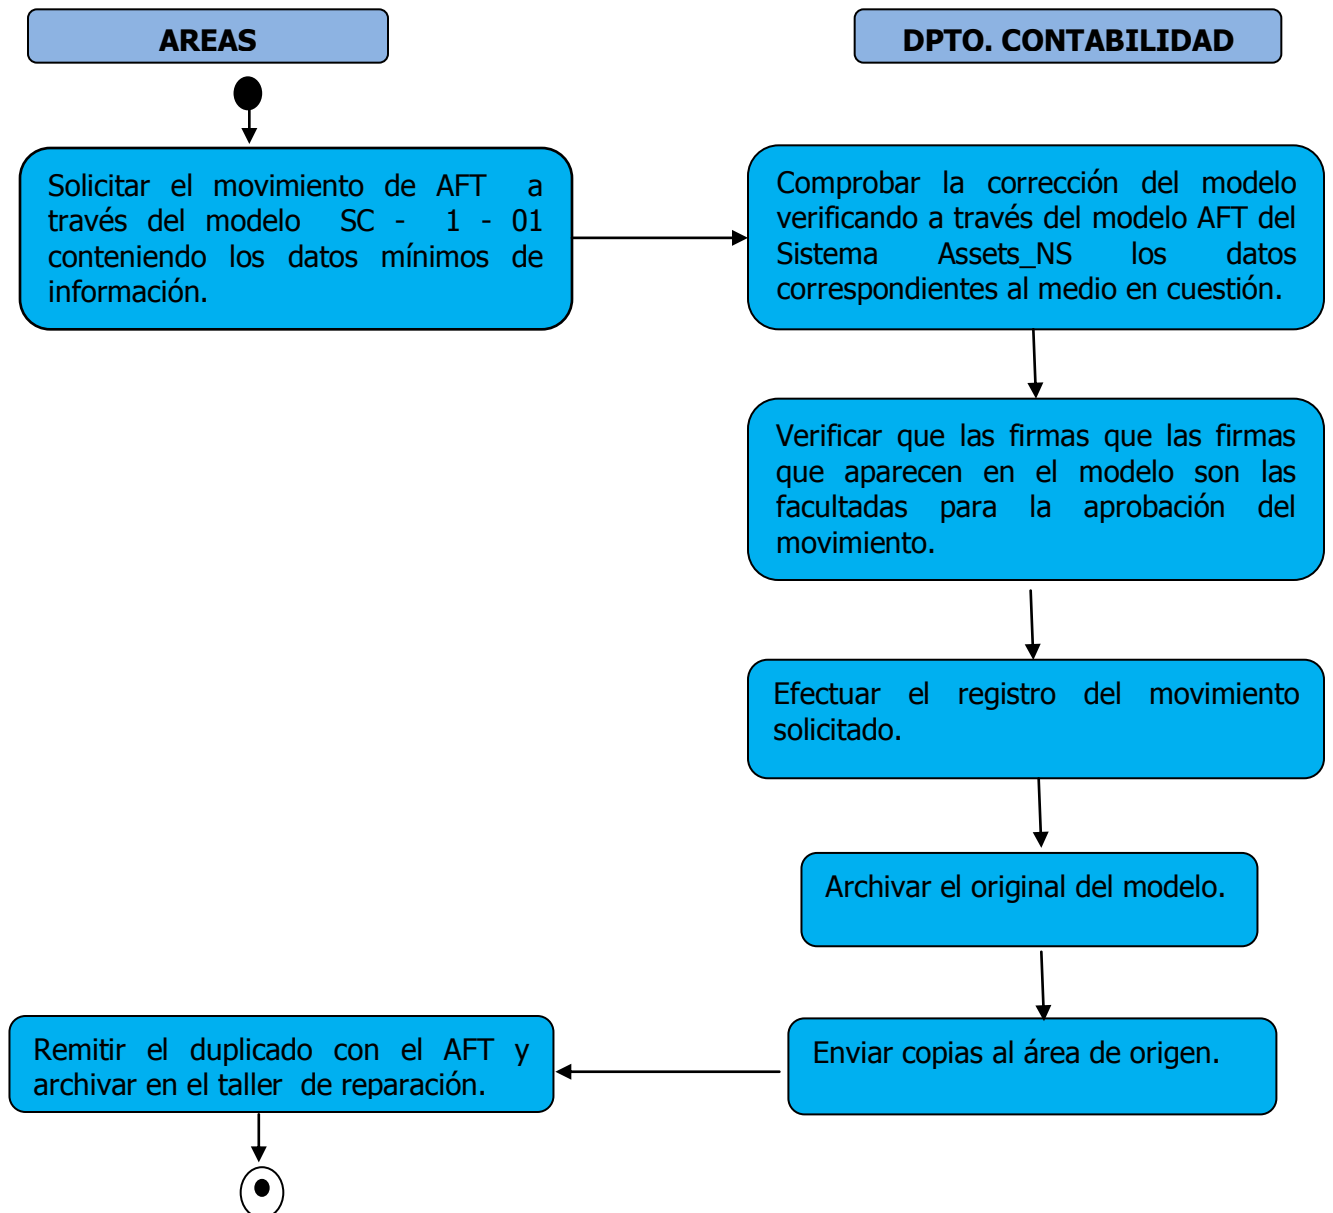 AREAS
DPTO. CONTABILIDAD
Solicitar el movimiento de AFT a
través del modelo SC - 1 - 01
conteniendo los datos mínimos de
información.
Comprobar la corrección del modelo
verificando a través del modelo AFT del
Sistema Assets_NS los datos
correspondientes al medio en cuestión.
Verificar que las firmas que las firmas
que aparecen en el modelo son las
facultadas para la aprobación del
movimiento.
Efectuar el registro del movimiento
solicitado.
Archivar el original del modelo.
Enviar copias al área de origen.
Remitir el duplicado con el AFT y
archivar en el taller de reparación.